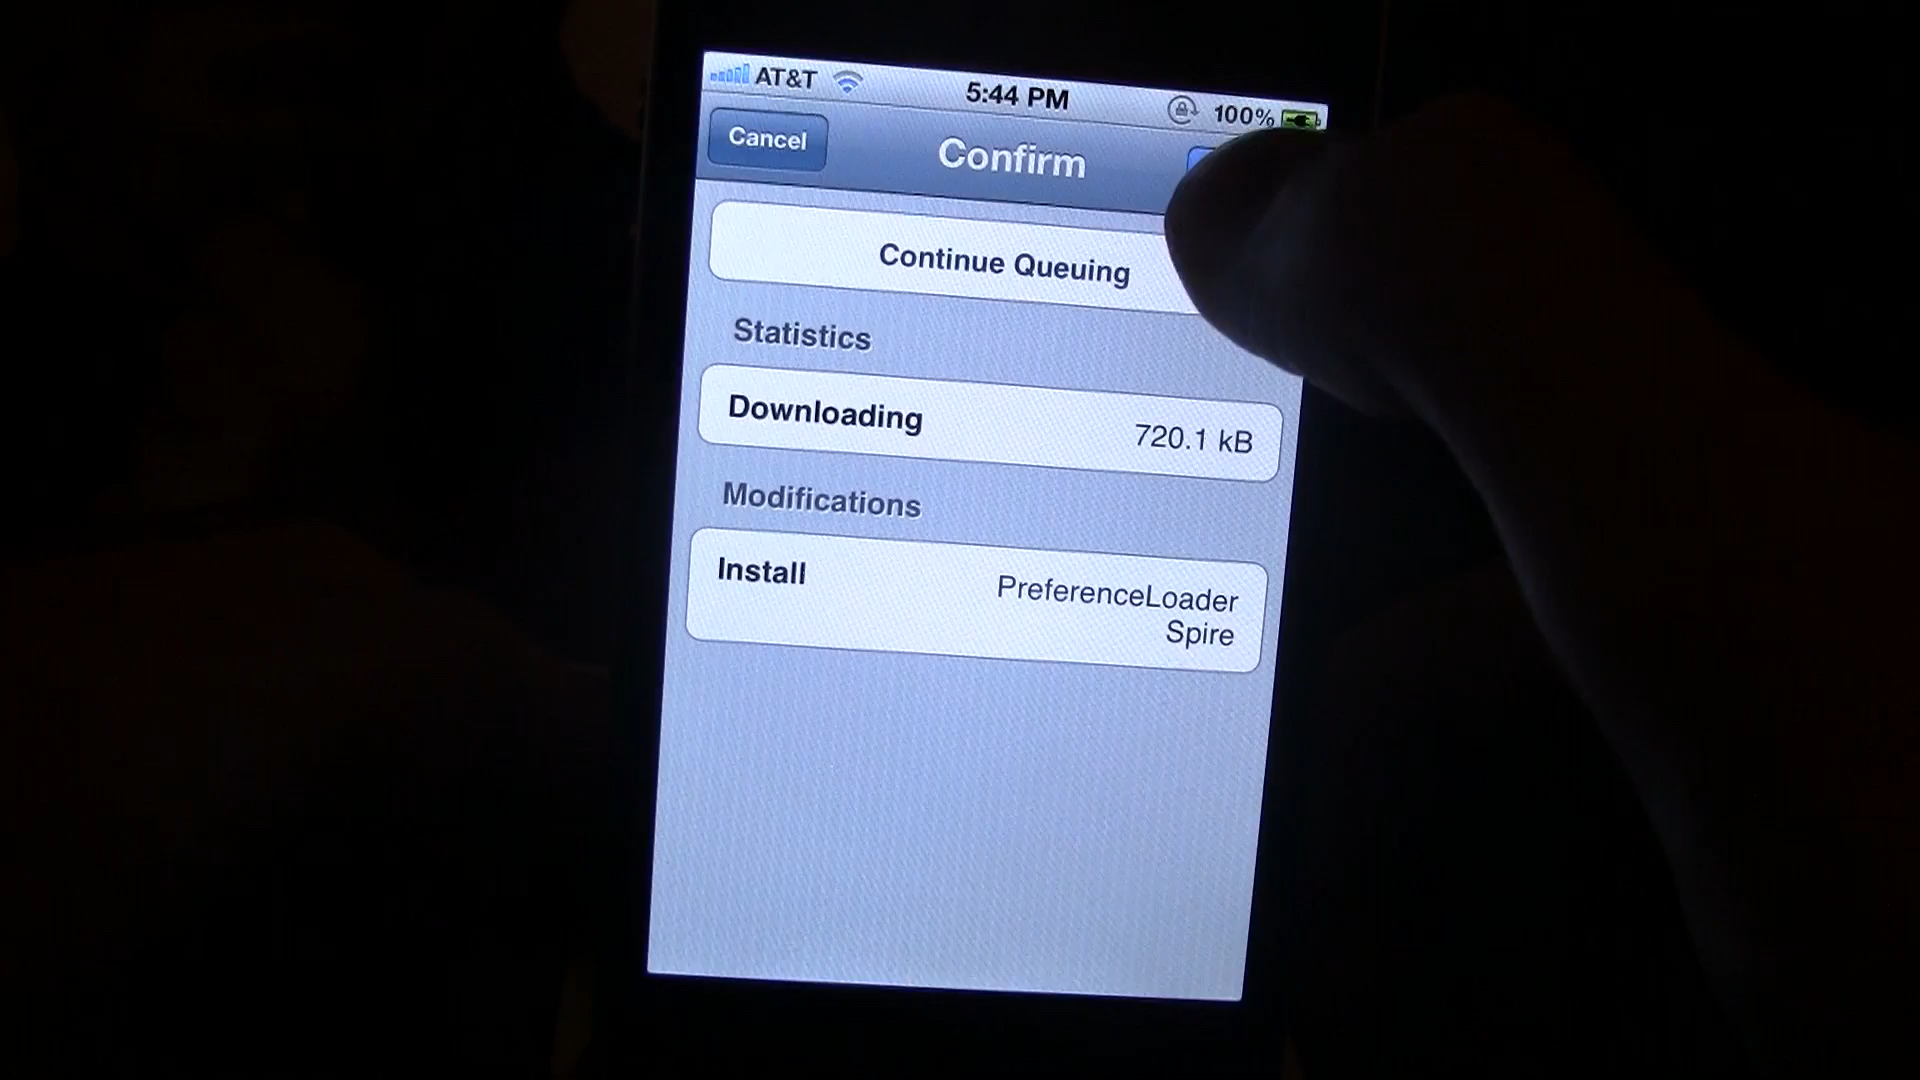 AT&T 5:44 PM 100%
Cancel Confirm
Continue Queuing
Statistics
Downloading 720.1 kB
Modifications
Install PreferenceLoader
Spire